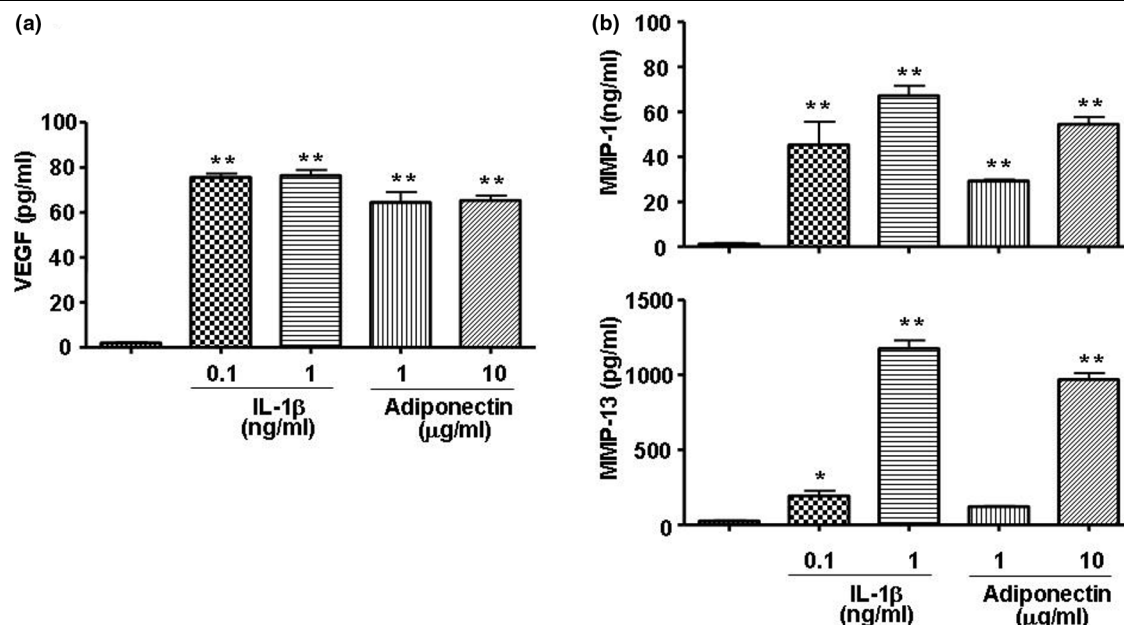 (a)
VEGF (pg/ml)
100
80
60
40
20
0
**
**
**
**
0.1 1 1 10
IL-1β Adiponectin
(ng/ml) (μg/ml)
(b)
MMP-1(ng/ml)
100
80
60
40
20
0
**
**
**
**
MMP-13 (pg/ml)
1500
1000
500
0
*
**
**
0.1 1 1 10
IL-1β Adiponectin
(ng/ml) (μg/ml)